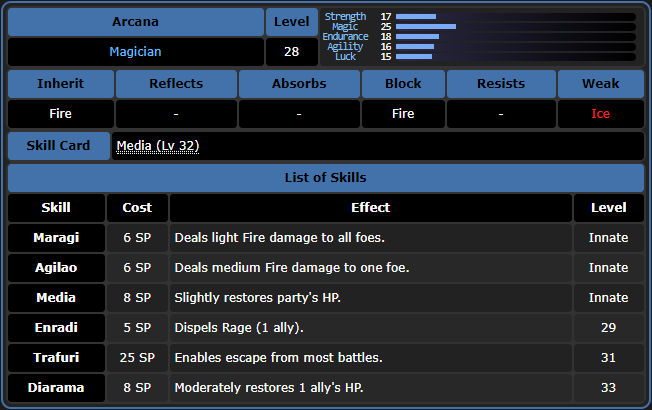 Arcana Level
Magician 28
Strength 17
Magic 25
Endurance 18
Agility 16
Luck 15
Inherit Reflects Absorbs Block Resists Weak
Fire - - Fire - Ice
Skill Card Media (Lv 32)
List of Skills
Skill Cost Effect Level
Maragi 6 SP Deals light Fire damage to all foes. Innate
Agilao 6 SP Deals medium Fire damage to one foe. Innate
Media 8 SP Slightly restores party's HP. Innate
Enradi 5 SP Dispels Rage (1 ally). 29
Trafuri 25 SP Enables escape from most battles. 31
Diarama 8 SP Moderately restores 1 ally's HP. 33